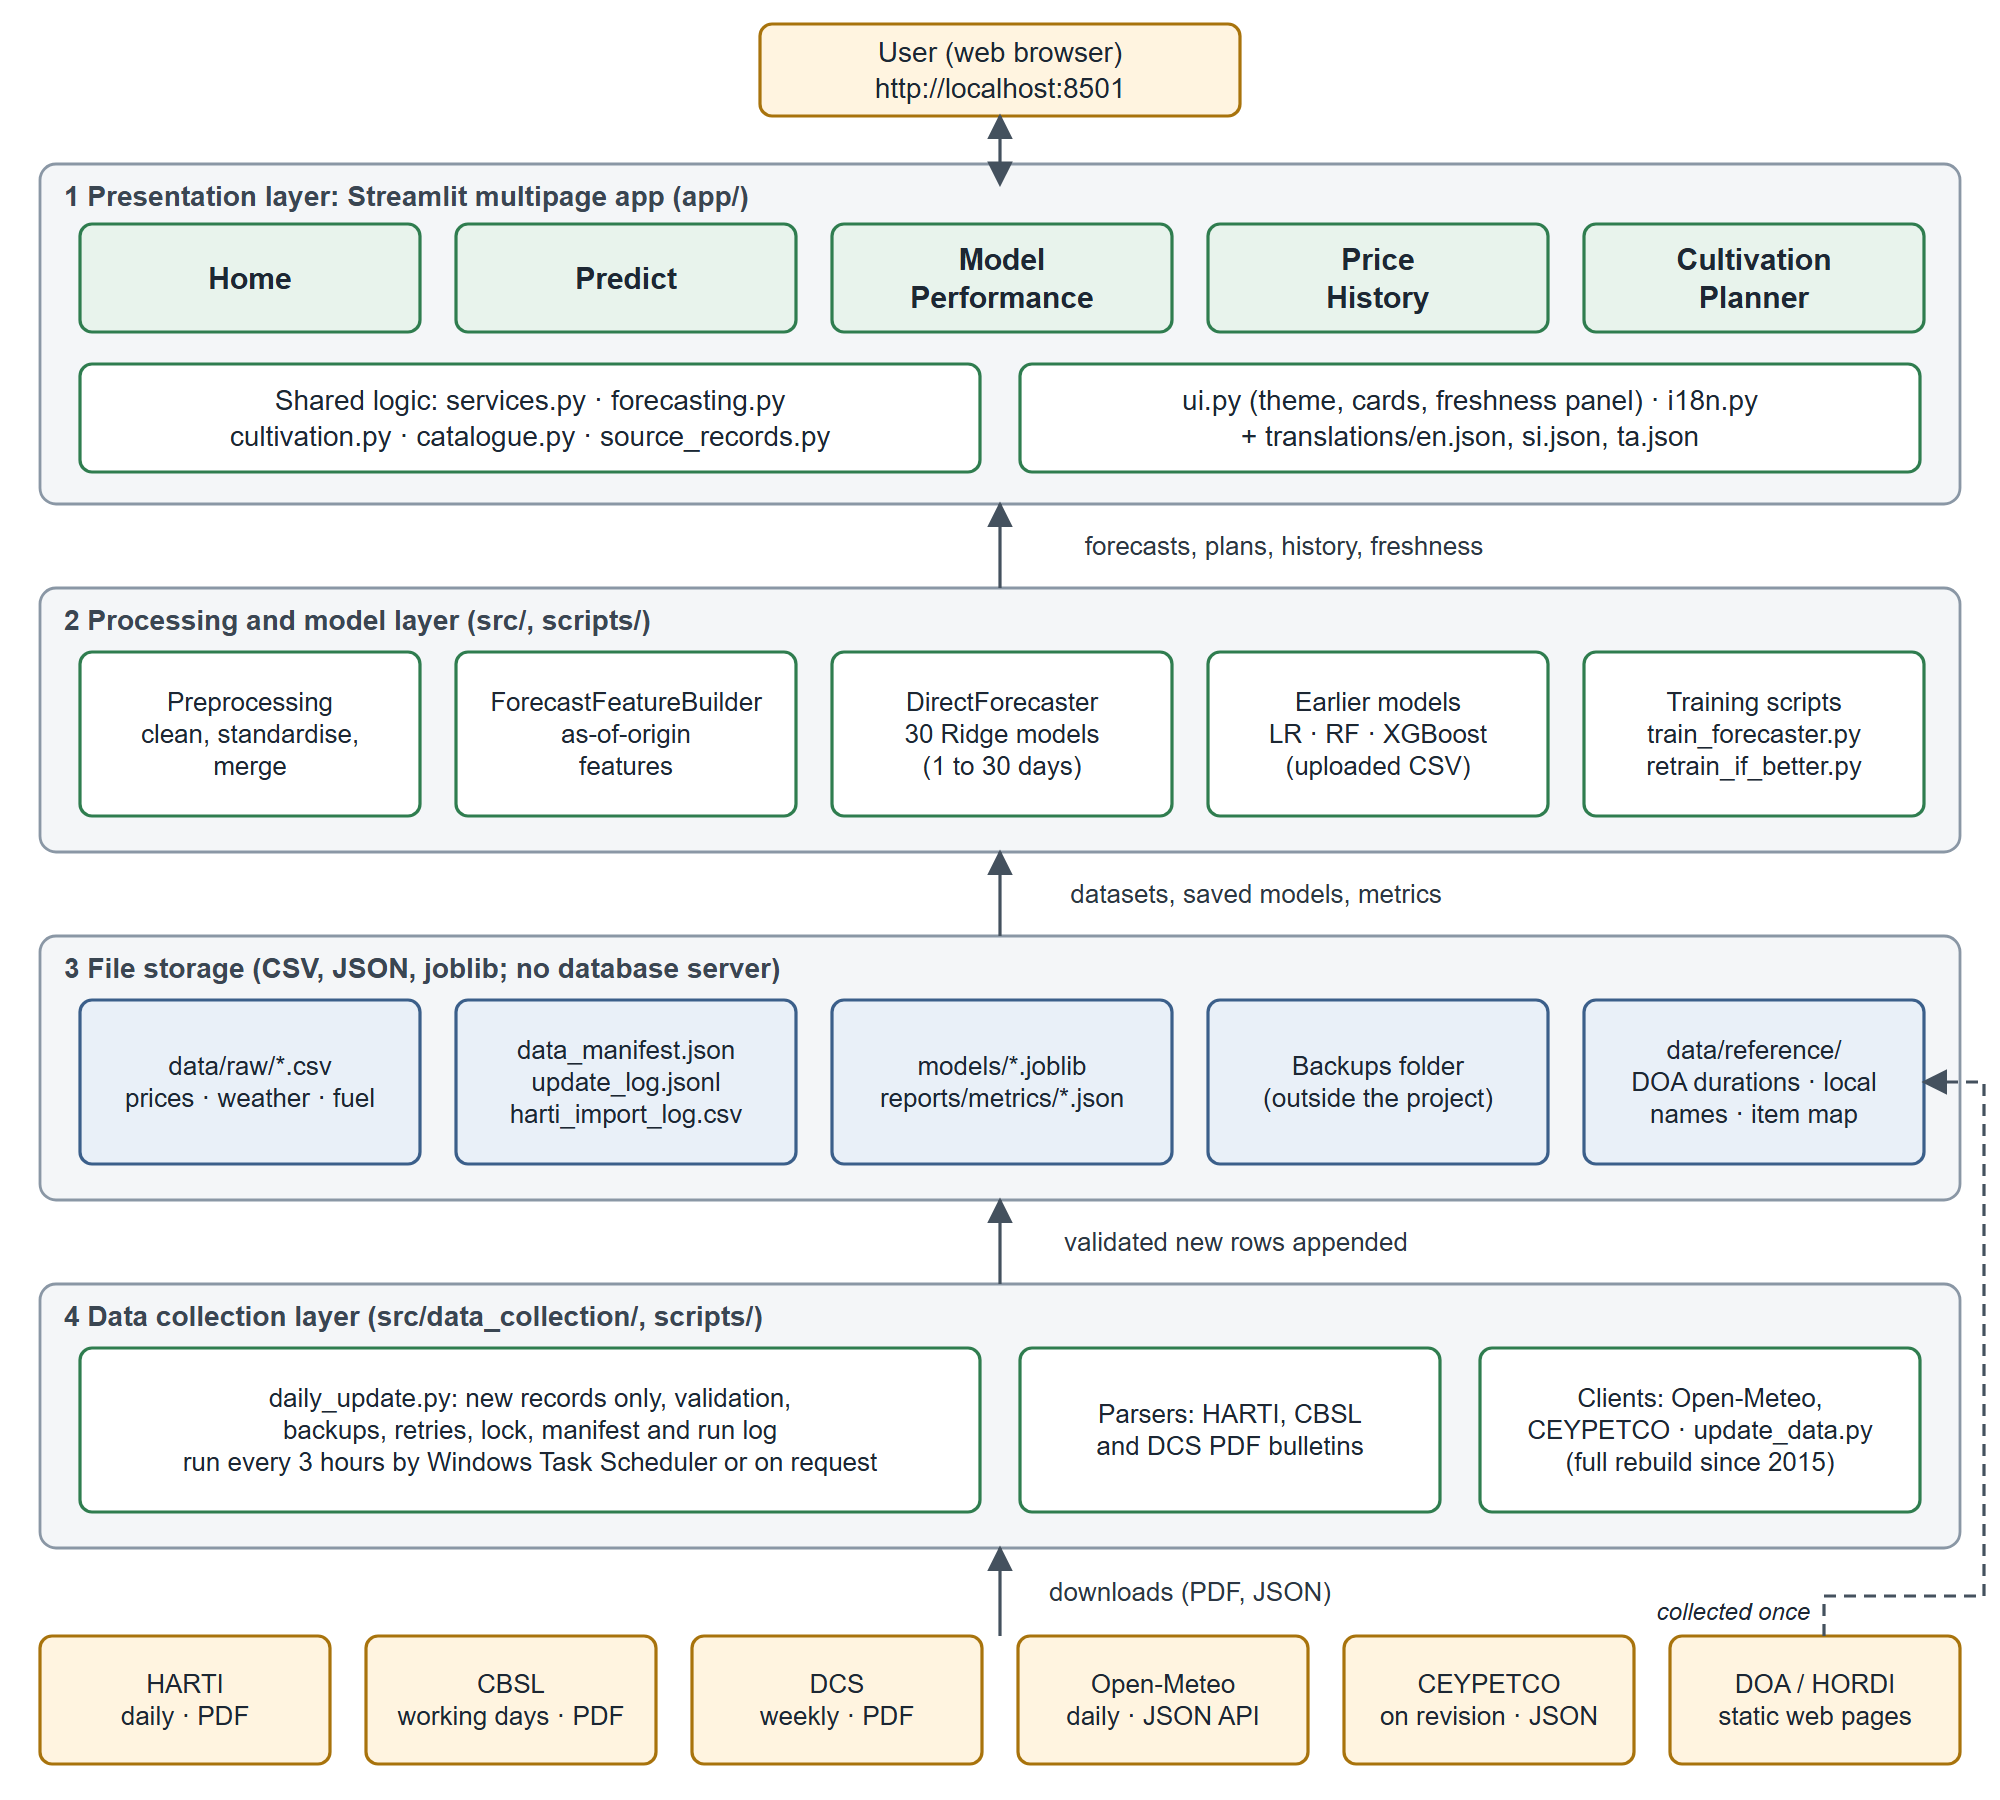 User (web browser)
http://localhost:8501
1 Presentation layer: Streamlit multipage app (app/)
Home
Predict
Model
Performance
Price
History
Cultivation
Planner
Shared logic: services.py · forecasting.py
cultivation.py · catalogue.py · source_records.py
ui.py (theme, cards, freshness panel) · i18n.py
+ translations/en.json, si.json, ta.json
forecasts, plans, history, freshness
2 Processing and model layer (src/, scripts/)
Preprocessing
clean, standardise,
merge
ForecastFeatureBuilder
as-of-origin
features
DirectForecaster
30 Ridge models
(1 to 30 days)
Earlier models
LR · RF · XGBoost
(uploaded CSV)
Training scripts
train_forecaster.py
retrain_if_better.py
datasets, saved models, metrics
3 File storage (CSV, JSON, joblib; no database server)
data/raw/*.csv
prices · weather · fuel
data_manifest.json
update_log.jsonl
harti_import_log.csv
models/*.joblib
reports/metrics/*.json
Backups folder
(outside the project)
data/reference/
DOA durations · local
names · item map
validated new rows appended
4 Data collection layer (src/data_collection/, scripts/)
daily_update.py: new records only, validation,
backups, retries, lock, manifest and run log
run every 3 hours by Windows Task Scheduler or on request
Parsers: HARTI, CBSL
and DCS PDF bulletins
Clients: Open-Meteo,
CEYPETCO · update_data.py
(full rebuild since 2015)
downloads (PDF, JSON)
collected once
HARTI
daily · PDF
CBSL
working days · PDF
DCS
weekly · PDF
Open-Meteo
daily · JSON API
CEYPETCO
on revision · JSON
DOA / HORDI
static web pages